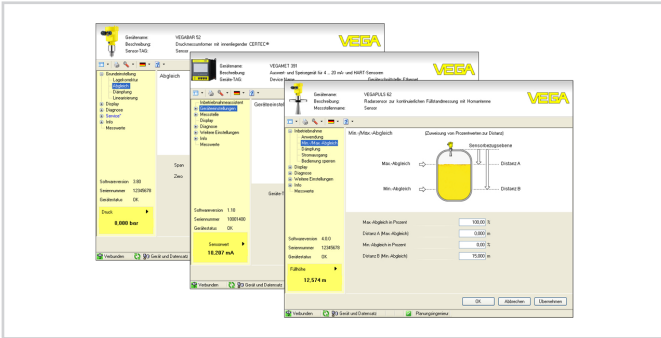 Gerätename: VEGABAR 52
Beschreibung: Druckmessumformer mit innenliegender CERTEC®
Sensor-TAG: Sensor
VEGA
Grundeinstellung
Lagekorrektur
Abgleich
Dämpfung
Linearisierung
Display
Diagnose
Service
Info
Messwerte
Abgleich
Span
Zero
Softwareversion 3.80
Seriennummer 12345678
Gerätestatus OK
Druck
0,000 bar
Verbunden
Gerät und Datensatz
Gerätename: VEGAMET 391
Beschreibung: Auswert- und Speisegerät für 4 .. 20 mA- und HART-Sensoren
Geräte-TAG: Device Name
Geräteschnittstelle Ethernet
VEGA
Inbetriebnahmeassistent
Geräteeinstellungen
Messstelle
Display
Diagnose
Weitere Einstellungen
Info
Messwerte
Geräteeinstell
Geräte-T
Softwareversion 1.10
Seriennummer 10001400
Gerätestatus OK
Sensorwert
10,207 mA
Verbunden
Gerät und Datensatz
Gerätename: VEGAPULS 62
Beschreibung: Radarsensor zur kontinuierlichen Füllstandmessung mit Hornantenne
Messstellenname: Sensor
VEGA
Inbetriebnahme
Anwendung
Min.-/Max.-Abgleich
Dämpfung
Stromausgang
Bedienung sperren
Display
Diagnose
Weitere Einstellungen
Info
Messwerte
Min.-/Max.-Abgleich
(Zuweisung von Prozentwerten zur Distanz)
Sensorbezugsebene
Max.-Abgleich
Distanz A
Min.-Abgleich
Distanz B
Max.-Abgleich in Prozent 100,00 %
Distanz A (Max.-Abgleich) 0,000 m
Min.-Abgleich in Prozent 0,00 %
Distanz B (Min.-Abgleich) 15,000 m
Softwareversion 4.0.0
Seriennummer 12345678
Gerätestatus OK
Füllhöhe
12,574 m
OK
Abbrechen
Übernehmen
Verbunden
Gerät und Datensatz
Planungsingenieur